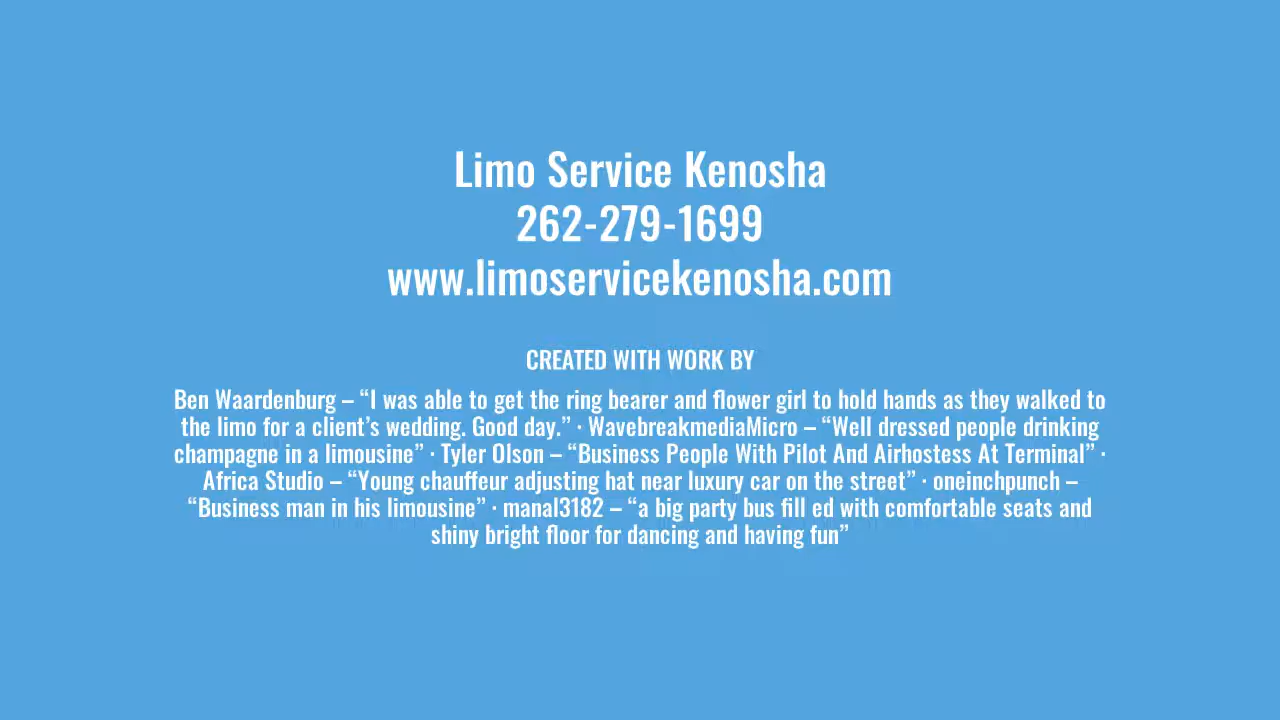 Limo Service Kenosha
262-279-1699
www.limoservicekenosha.com
CREATED WITH WORK BY
Ben Waardenburg – “I was able to get the ring bearer and flower girl to hold hands as they walked to
the limo for a client’s wedding. Good day.” · WavebreakmediaMicro – “Well dressed people drinking
champagne in a limousine” · Tyler Olson – “Business People With Pilot And Airhostess At Terminal” ·
Africa Studio – “Young chauffeur adjusting hat near luxury car on the street” · oneinchpunch –
“Business man in his limousine” · manal3182 – “a big party bus fill ed with comfortable seats and
shiny bright floor for dancing and having fun”